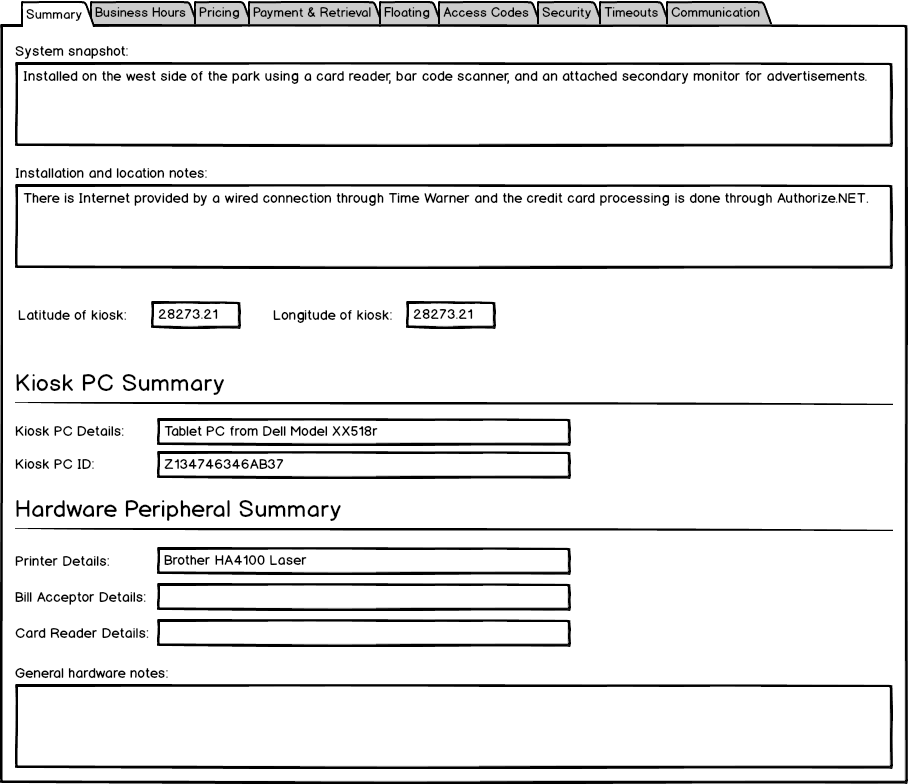 Summary Business Hours Pricing Payment & Retrieval Floating Access Codes Security Timeouts Communication
System snapshot:
Installed on the west side of the park using a card reader, bar code scanner, and an attached secondary monitor for advertisements.
Installation and location notes:
There is Internet provided by a wired connection through Time Warner and the credit card processing is done through Authorize.NET.
Latitude of kiosk: 28273.21 Longitude of kiosk: 28273.21
Kiosk PC Summary
Kiosk PC Details: Tablet PC from Dell Model XX518r
Kiosk PC ID: Z134746346AB37
Hardware Peripheral Summary
Printer Details: Brother HA4100 Laser
Bill Acceptor Details:
Card Reader Details:
General hardware notes: